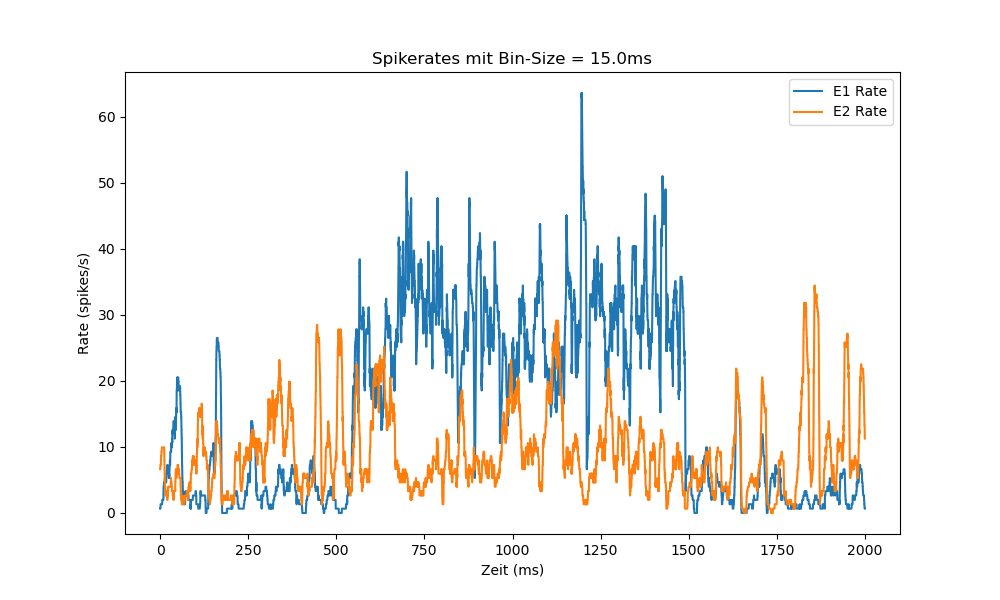 Spikerates mit Bin-Size = 15.0ms
E1 Rate
E2 Rate
Rate (spikes/s)
60
50
40
30
20
10
0
0 250 500 750 1000 1250 1500 1750 2000
Zeit (ms)